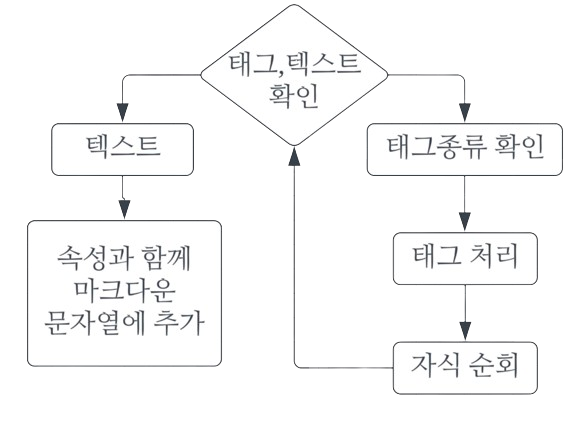 태그,텍스트
확인
텍스트
태그종류 확인
속성과 함께
마크다운
문자열에 추가
태그 처리
자식 순회